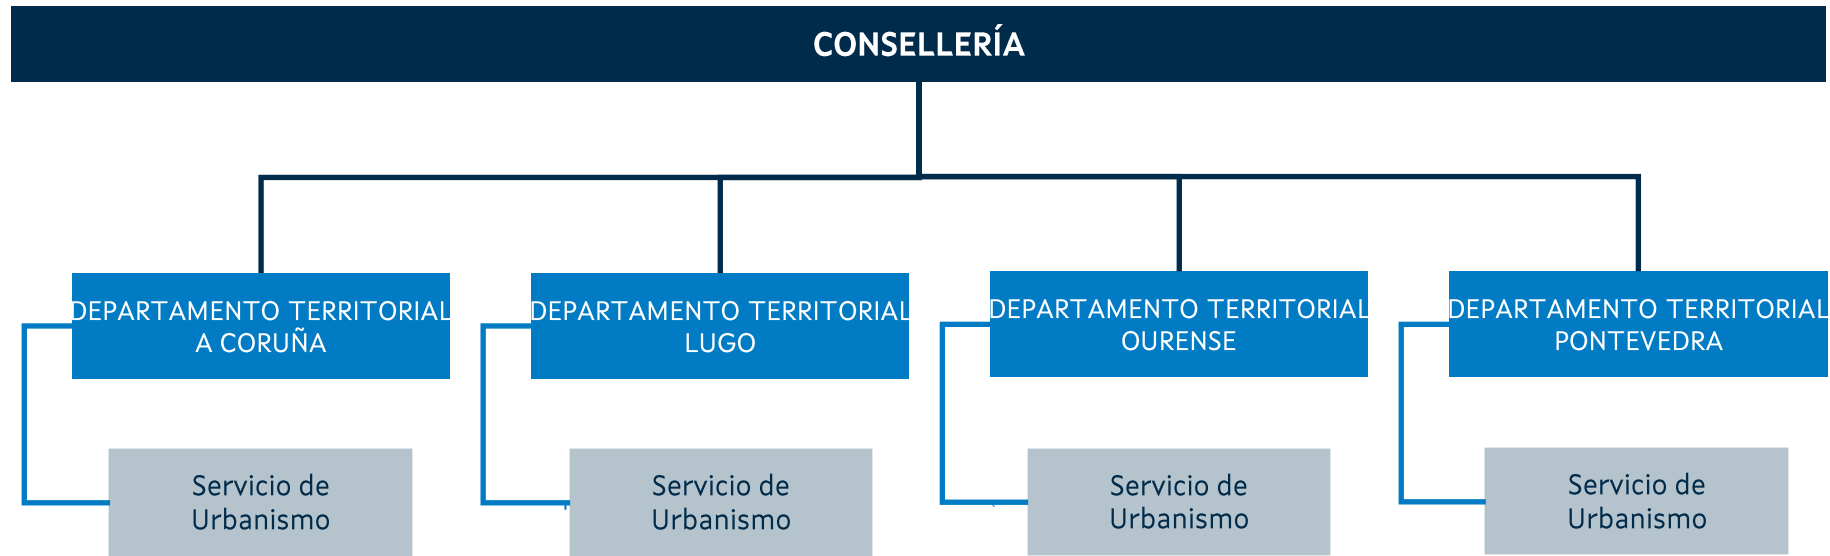 CONSELLERÍA
DEPARTAMENTO TERRITORIAL
A CORUÑA
DEPARTAMENTO TERRITORIAL
LUGO
DEPARTAMENTO TERRITORIAL
OURENSE
DEPARTAMENTO TERRITORIAL
PONTEVEDRA
Servicio de
Urbanismo
Servicio de
Urbanismo
Servicio de
Urbanismo
Servicio de
Urbanismo